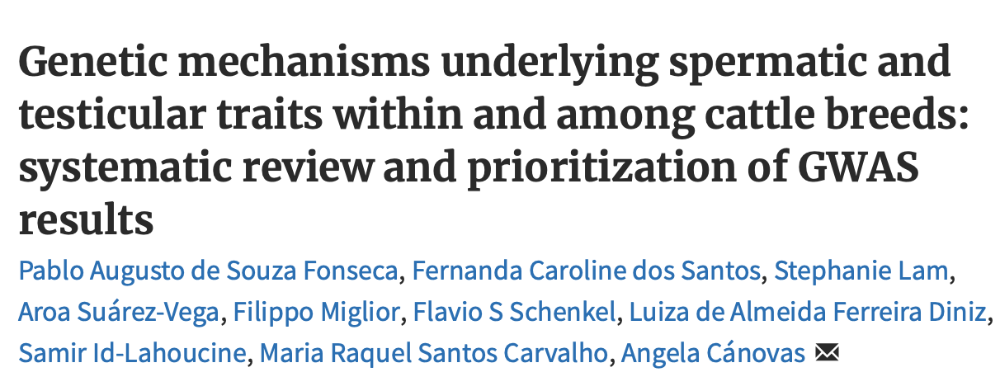 Genetic mechanisms underlying spermatic and
testicular traits within and among cattle breeds:
systematic review and prioritization of GWAS
results
Pablo Augusto de Souza Fonseca, Fernanda Caroline dos Santos, Stephanie Lam,
Aroa Suárez-Vega, Filippo Miglior, Flavio S Schenkel, Luiza de Almeida Ferreira Diniz,
Samir Id-Lahoucine, Maria Raquel Santos Carvalho, Angela Cánovas